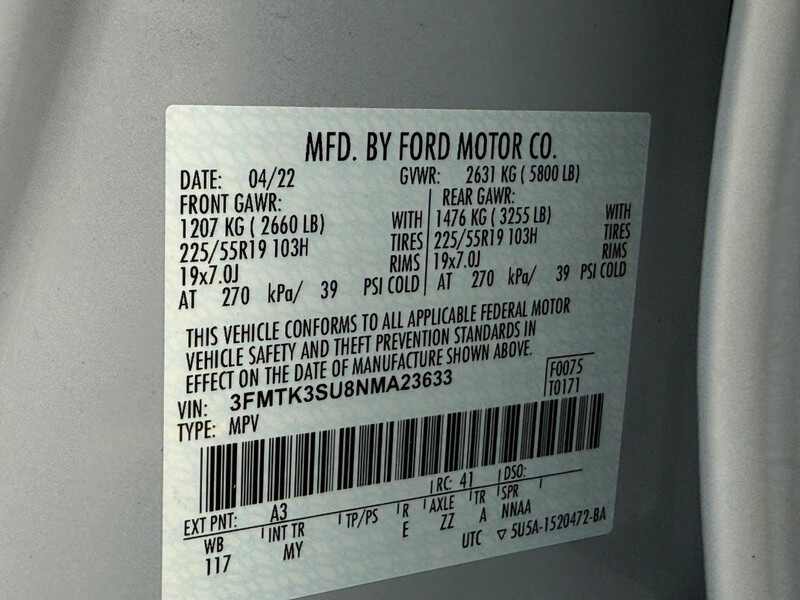 MFD. BY FORD MOTOR CO.
DATE: 04/22 GVWR: 2631 KG ( 5800 LB)
FRONT GAWR: REAR GAWR:
1207 KG ( 2660 LB) WITH 1476 KG ( 3255 LB) WITH
225/55R19 103H TIRES 225/55R19 103H TIRES
19x7.0J RIMS 19x7.0J RIMS
AT 270 kPa/ 39 PSI COLD AT 270 kPa/ 39 PSI COLD
THIS VEHICLE CONFORMS TO ALL APPLICABLE FEDERAL MOTOR
VEHICLE SAFETY AND THEFT PREVENTION STANDARDS IN
EFFECT ON THE DATE OF MANUFACTURE SHOWN ABOVE.
VIN: 3FMTK3SU8NMA23633 F0075
TYPE: MPV T0171
EXT PNT: A3 RC: 41 DSO:
WB INT TR TP/PS R AXLE TR SPR
117 MY E ZZ A NNAA
UTC ▽ 5U5A-1520472-BA